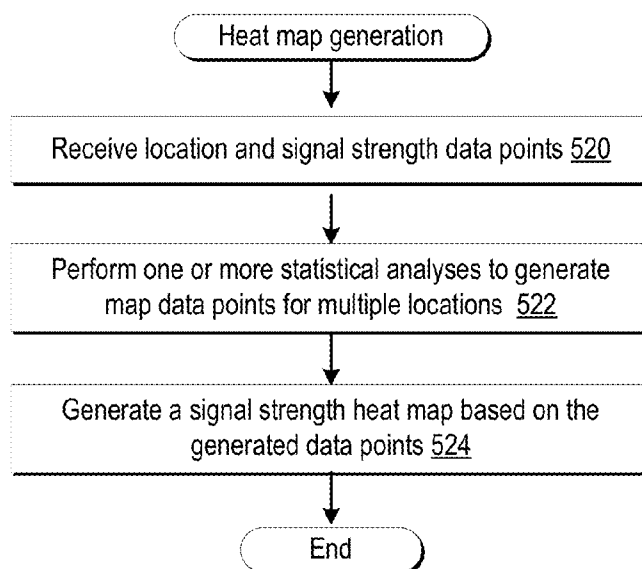 Heat map generation
Receive location and signal strength data points 520
Perform one or more statistical analyses to generate
map data points for multiple locations 522
Generate a signal strength heat map based on the
generated data points 524
End